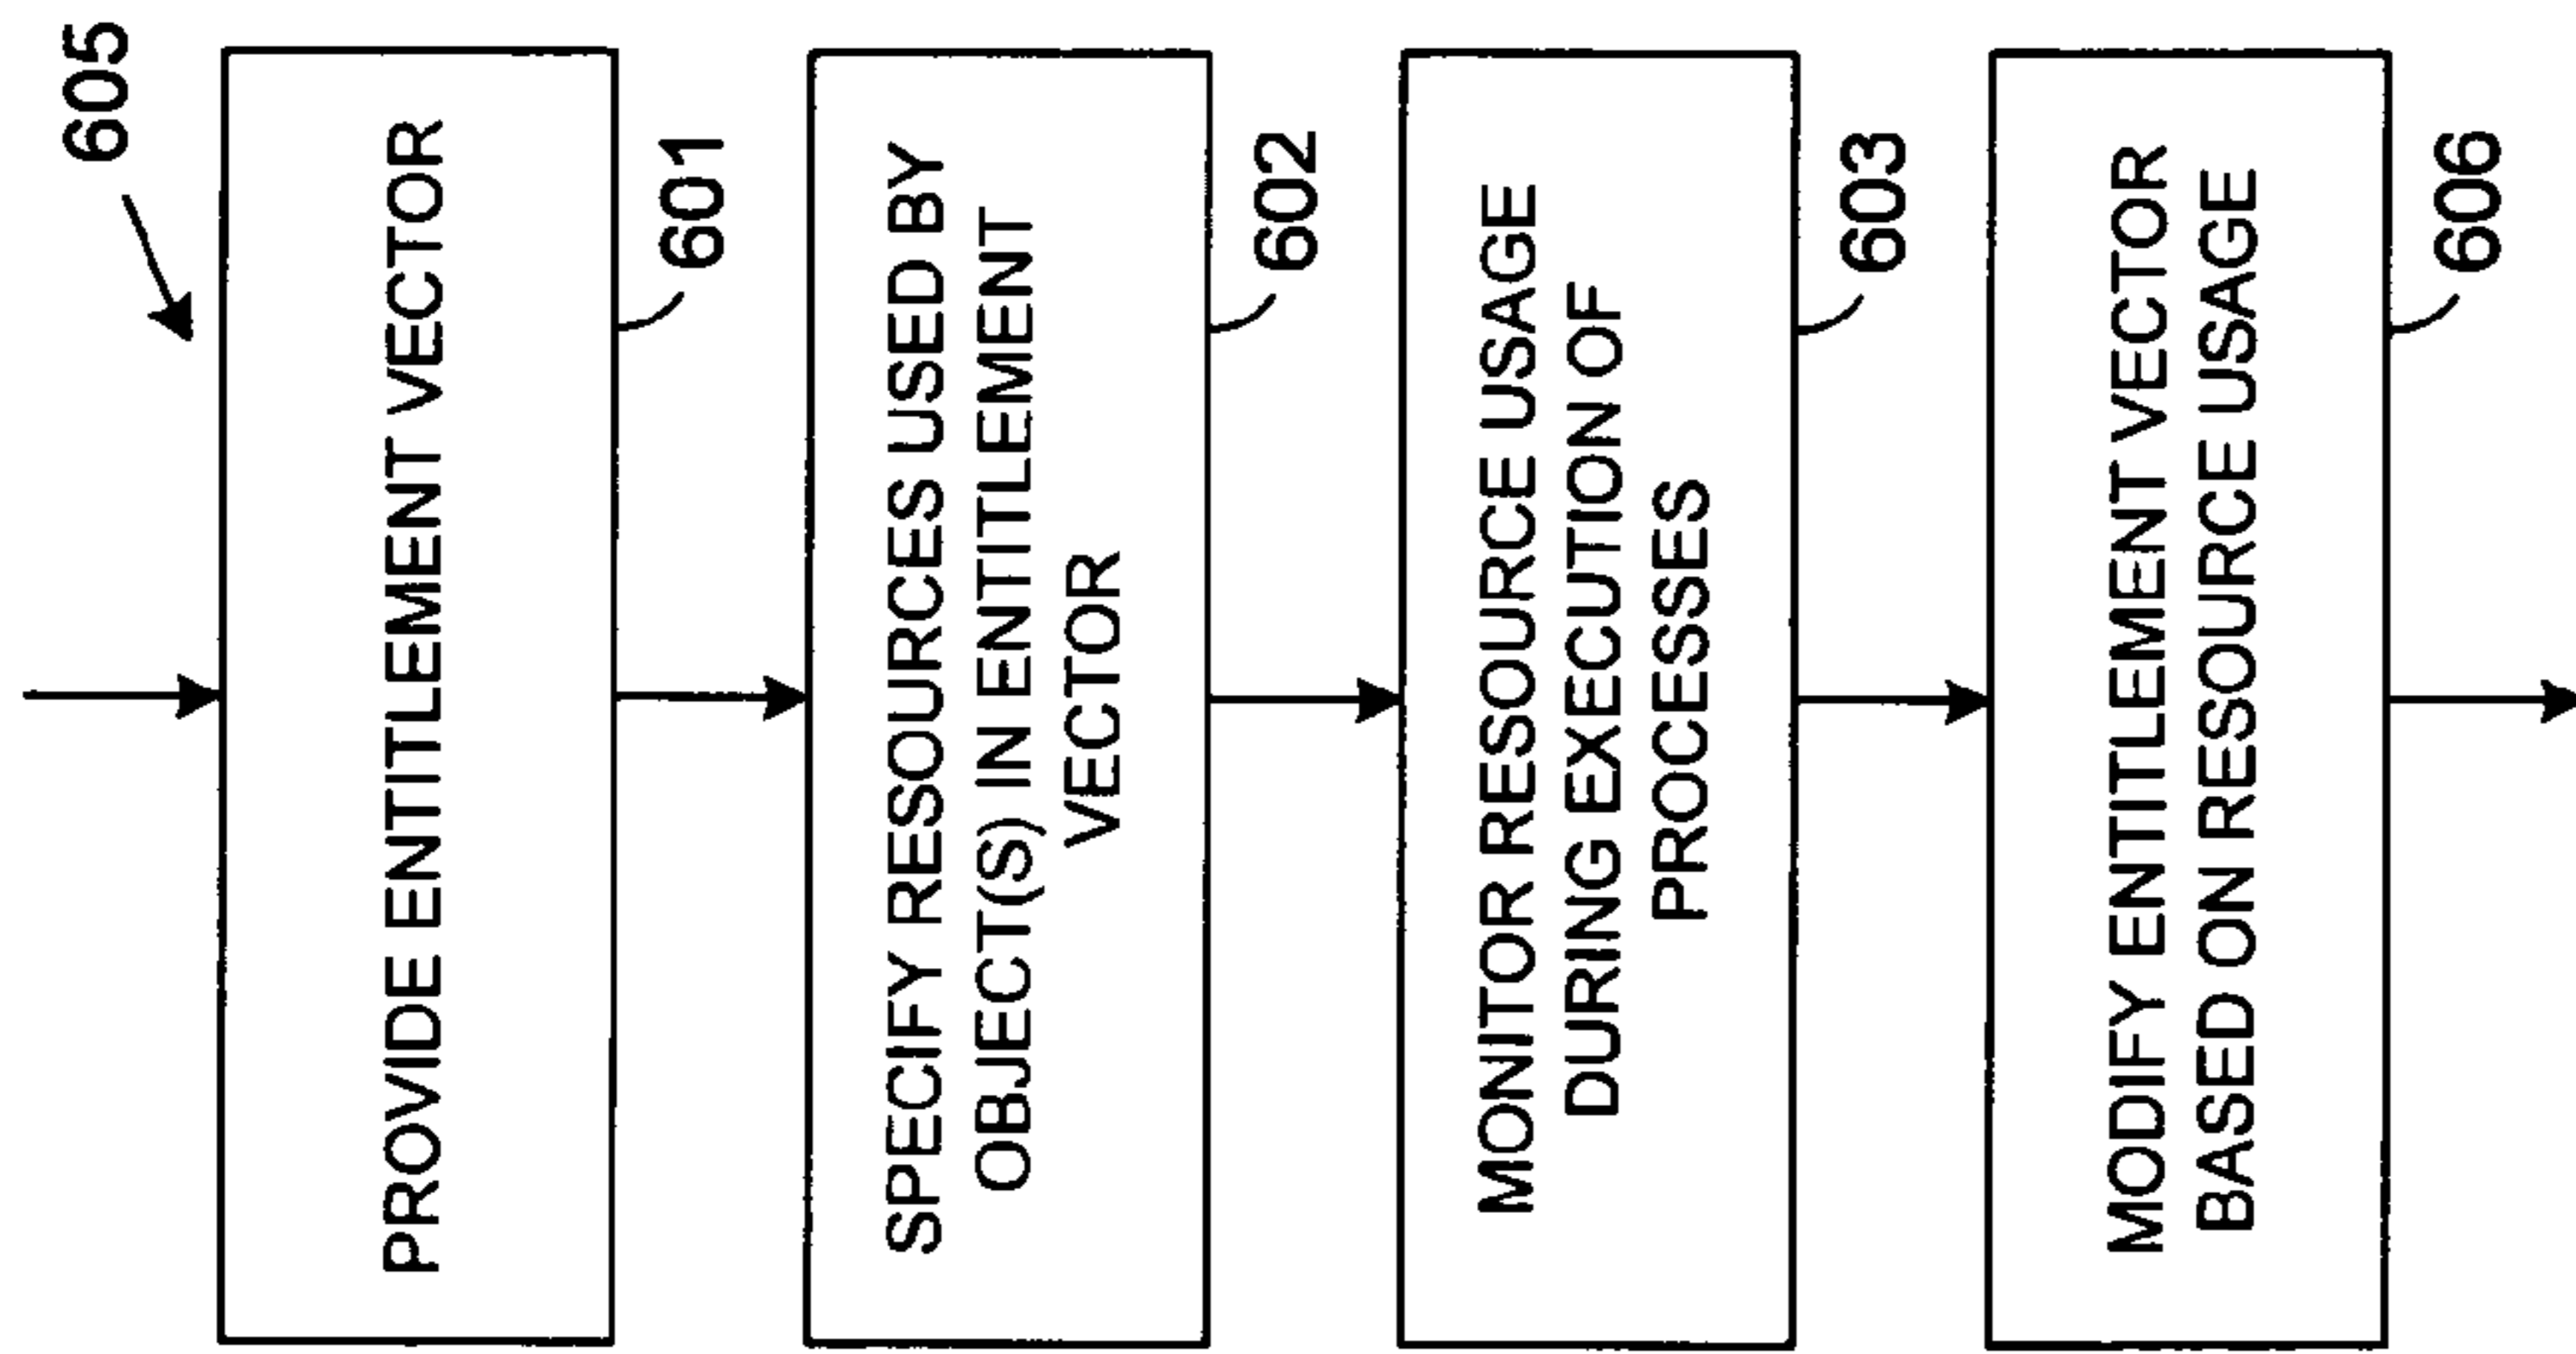 605
PROVIDE ENTITLEMENT VECTOR
601
SPECIFY RESOURCES USED BY
OBJECT(S) IN ENTITLEMENT
VECTOR
602
MONITOR RESOURCE USAGE
DURING EXECUTION OF
PROCESSES
603
MODIFY ENTITLEMENT VECTOR
BASED ON RESOURCE USAGE
606